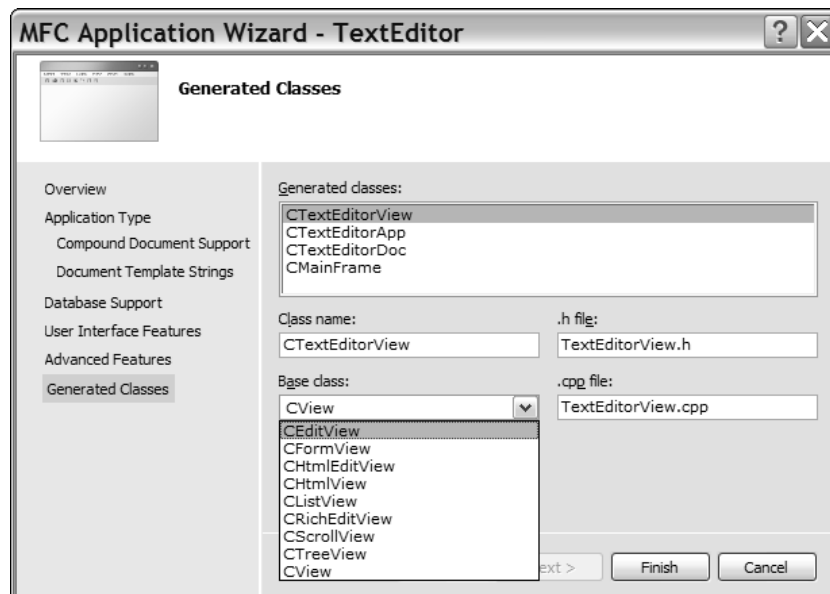 MFC Application Wizard - TextEditor
Generated Classes
Overview
Application Type
Compound Document Support
Document Template Strings
Database Support
User Interface Features
Advanced Features
Generated Classes
Generated classes:
CTextEditorView
CTextEditorApp
CTextEditorDoc
CMainFrame
Class name:
CTextEditorView
.h file:
TextEditorView.h
Base class:
CView
.cpp file:
TextEditorView.cpp
CEditView
CFormView
CHtmlEditView
CHtmlView
CListView
CRichEditView
CScrollView
CTreeView
CView
ext >
Finish
Cancel